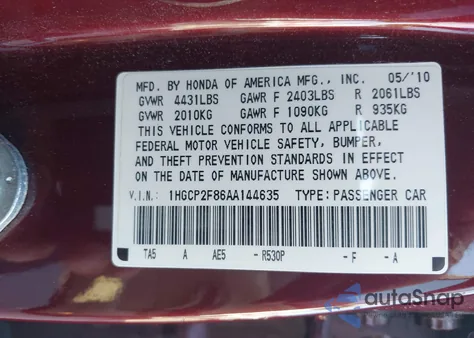 MFD. BY HONDA OF AMERICA MFG., INC. 05/'10
GVWR 4431LBS GAWR F 2403LBS R 2061LBS
GVWR 2010KG GAWR F 1090KG R 935KG
THIS VEHICLE CONFORMS TO ALL APPLICABLE
FEDERAL MOTOR VEHICLE SAFETY, BUMPER,
AND THEFT PREVENTION STANDARDS IN EFFECT
ON THE DATE OF MANUFACTURE SHOWN ABOVE.
V.I.N.: 1HGCP2F86AA144635 TYPE: PASSENGER CAR
TA5 A AE5 - R530P - F - A
autoSnap